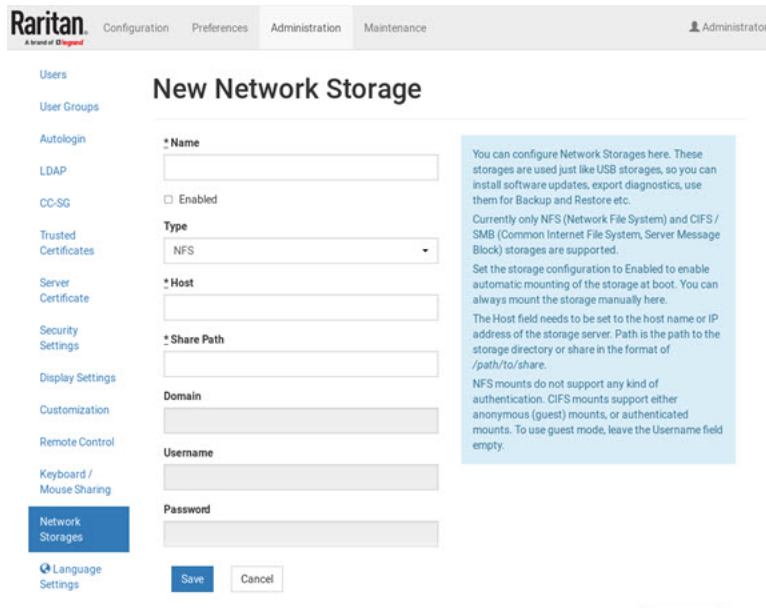 Raritan.
A brand of legrand
Configuration Preferences Administration Maintenance
Administrator
Users
User Groups
Autologin
LDAP
CC-SG
Trusted
Certificates
Server
Certificate
Security
Settings
Display Settings
Customization
Remote Control
Keyboard /
Mouse Sharing
Network
Storages
Language
Settings
New Network Storage
* Name
Enabled
Type
NFS
* Host
* Share Path
Domain
Username
Password
Save Cancel
You can configure Network Storages here. These
storages are used just like USB storages, so you can
install software updates, export diagnostics, use
them for Backup and Restore etc.
Currently only NFS (Network File System) and CIFS /
SMB (Common Internet File System, Server Message
Block) storages are supported.
Set the storage configuration to Enabled to enable
automatic mounting of the storage at boot. You can
always mount the storage manually here.
The Host field needs to be set to the host name or IP
address of the storage server. Path is the path to the
storage directory or share in the format of
/path/to/share.
NFS mounts do not support any kind of
authentication. CIFS mounts support either
anonymous (guest) mounts, or authenticated
mounts. To use guest mode, leave the Username field
empty.